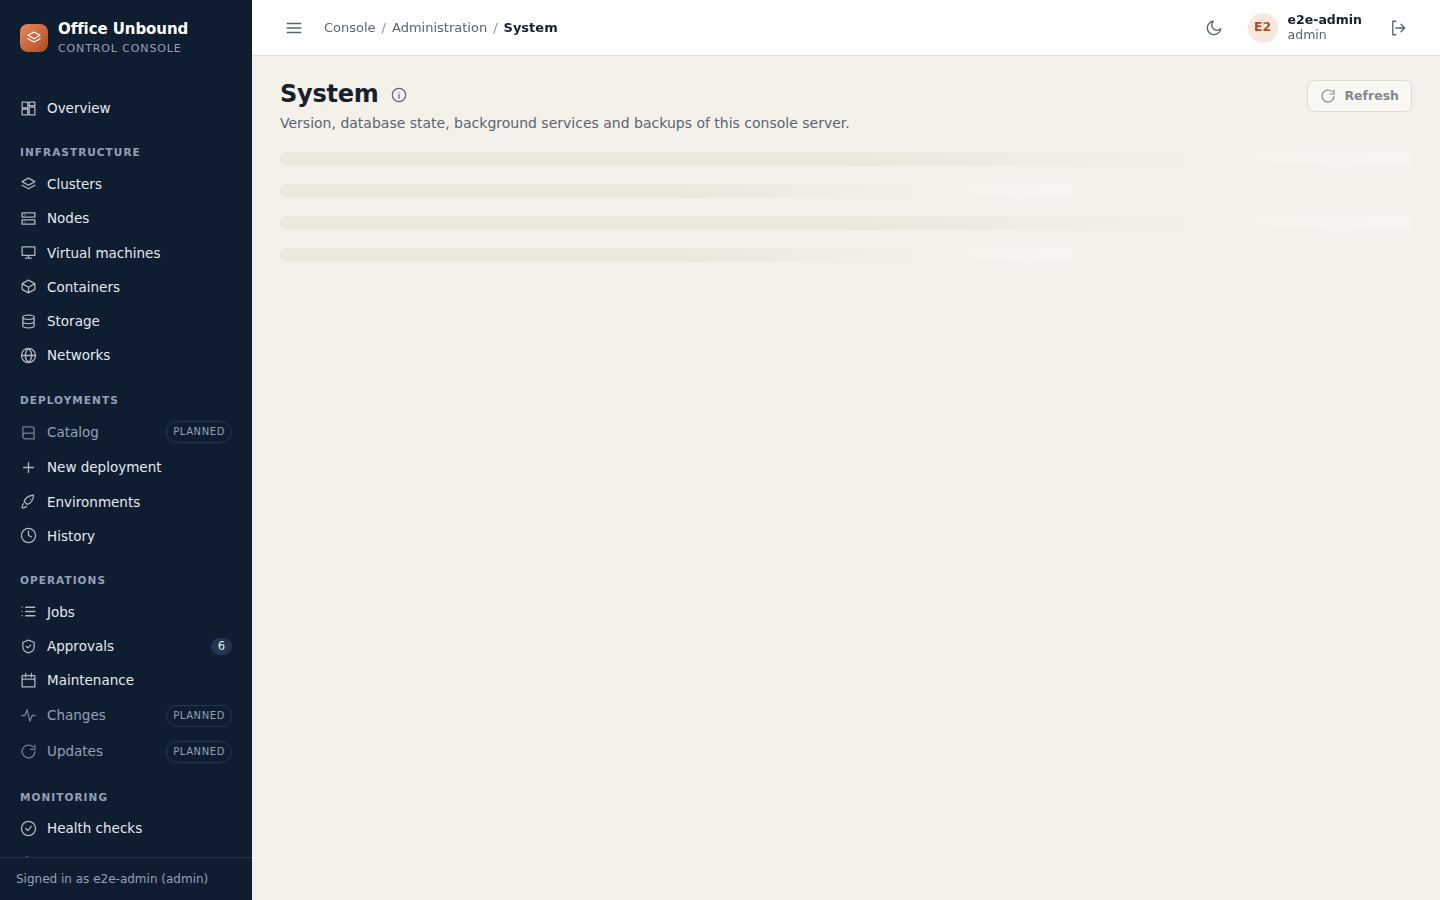 Office Unbound
CONTROL CONSOLE
Overview
INFRASTRUCTURE
Clusters
Nodes
Virtual machines
Containers
Storage
Networks
DEPLOYMENTS
Catalog PLANNED
New deployment
Environments
History
OPERATIONS
Jobs
Approvals 6
Maintenance
Changes PLANNED
Updates PLANNED
MONITORING
Health checks
Signed in as e2e-admin (admin)
Console / Administration / System
E2
e2e-admin
admin
System
Refresh
Version, database state, background services and backups of this console server.